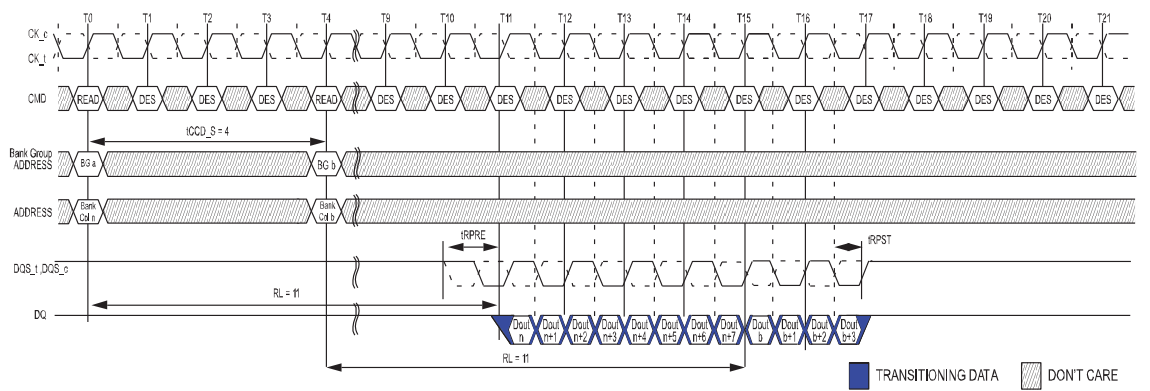 T0 T1 T2 T3 T4 T9 T10 T11 T12 T13 T14 T15 T16 T17 T18 T19 T20 T21
CK_c
CK_t
CMD READ DES DES DES READ DES DES DES DES DES DES DES DES DES DES DES DES DES
tCCD_S = 4
Bank Group
ADDRESS BG a BG b
ADDRESS Bank Col n Bank Col b
tRPRE tRPST
DQS_t ,DQS_c
RL = 11
DQ Dout n Dout n+1 Dout n+2 Dout n+3 Dout n+4 Dout n+5 Dout n+6 Dout n+7 Dout b Dout b+1 Dout b+2 Dout b+3
RL = 11
TRANSITIONING DATA DON'T CARE